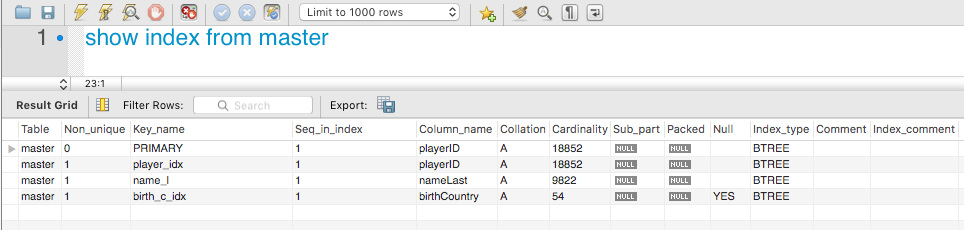 Limit to 1000 rows
1 show index from master
23:1
Result Grid Filter Rows: Search Export:
Table Non_unique Key_name Seq_in_index Column_name Collation Cardinality Sub_part Packed Null Index_type Comment Index_comment
master 0 PRIMARY 1 playerID A 18852 NULL NULL BTREE
master 1 player_idx 1 playerID A 18852 NULL NULL BTREE
master 1 name_l 1 nameLast A 9822 NULL NULL BTREE
master 1 birth_c_idx 1 birthCountry A 54 NULL NULL YES BTREE